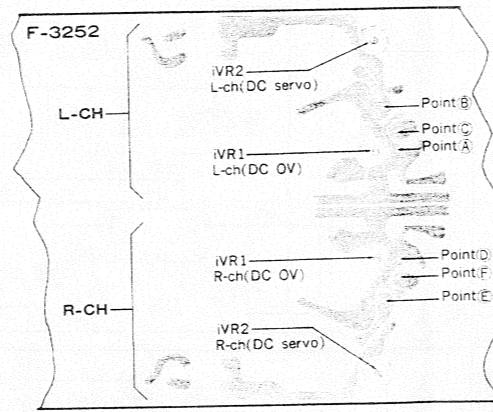 F-3252
L-CH
iVR2
L-ch(DC servo)
Point Ⓑ
Point Ⓒ
Point Ⓐ
iVR1
L-ch(DC OV)
R-CH
iVR1
R-ch(DC OV)
Point Ⓓ
Point Ⓕ
Point Ⓔ
iVR2
R-ch(DC servo)